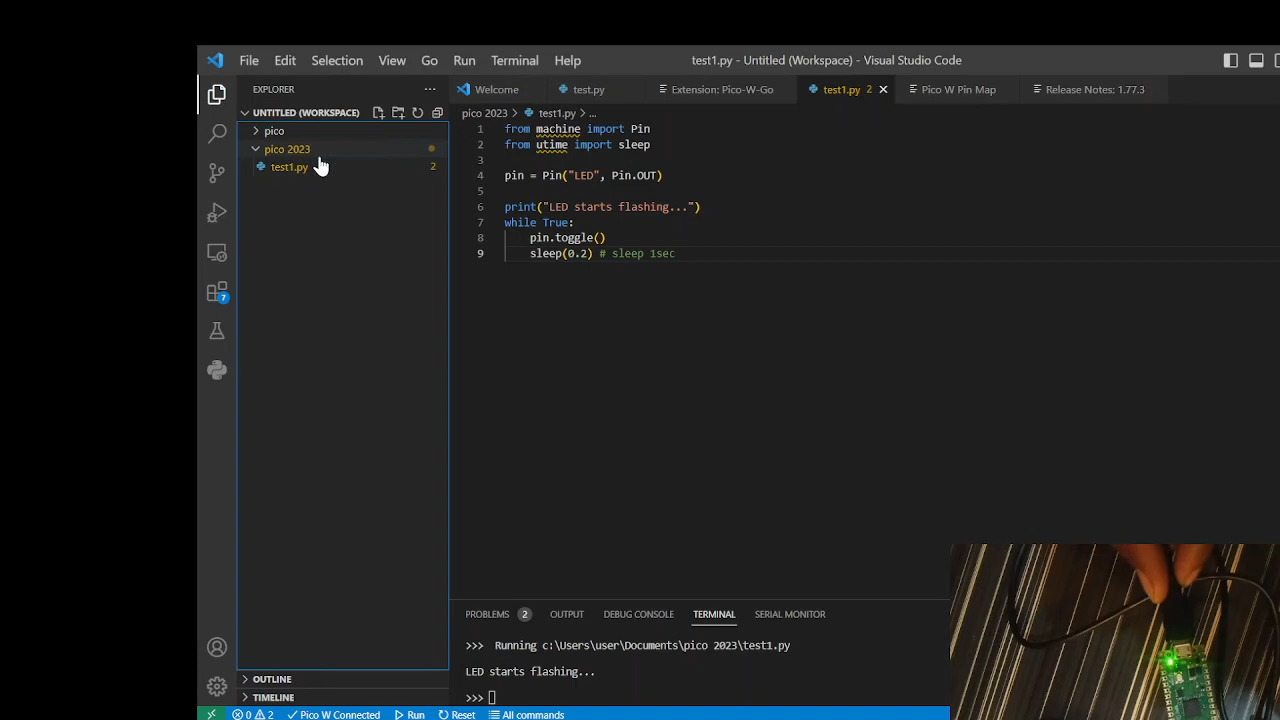 File Edit Selection View Go Run Terminal Help
test1.py - Untitled (Workspace) - Visual Studio Code
EXPLORER
UNTITLED (WORKSPACE)
pico
pico 2023
test1.py 2
Welcome test.py Extension: Pico-W-Go test1.py 2 Pico W Pin Map Release Notes: 1.77.3
pico 2023 > test1.py > ...
1 from machine import Pin
2 from utime import sleep
3
4 pin = Pin("LED", Pin.OUT)
5
6 print("LED starts flashing...")
7 while True:
8 pin.toggle()
9 sleep(0.2) # sleep 1sec
7
PROBLEMS 2 OUTPUT DEBUG CONSOLE TERMINAL SERIAL MONITOR
>>> Running c:\Users\user\Documents\pico 2023\test1.py
LED starts flashing...
>>>
OUTLINE
TIMELINE
0 2 Pico W Connected Run Reset All commands